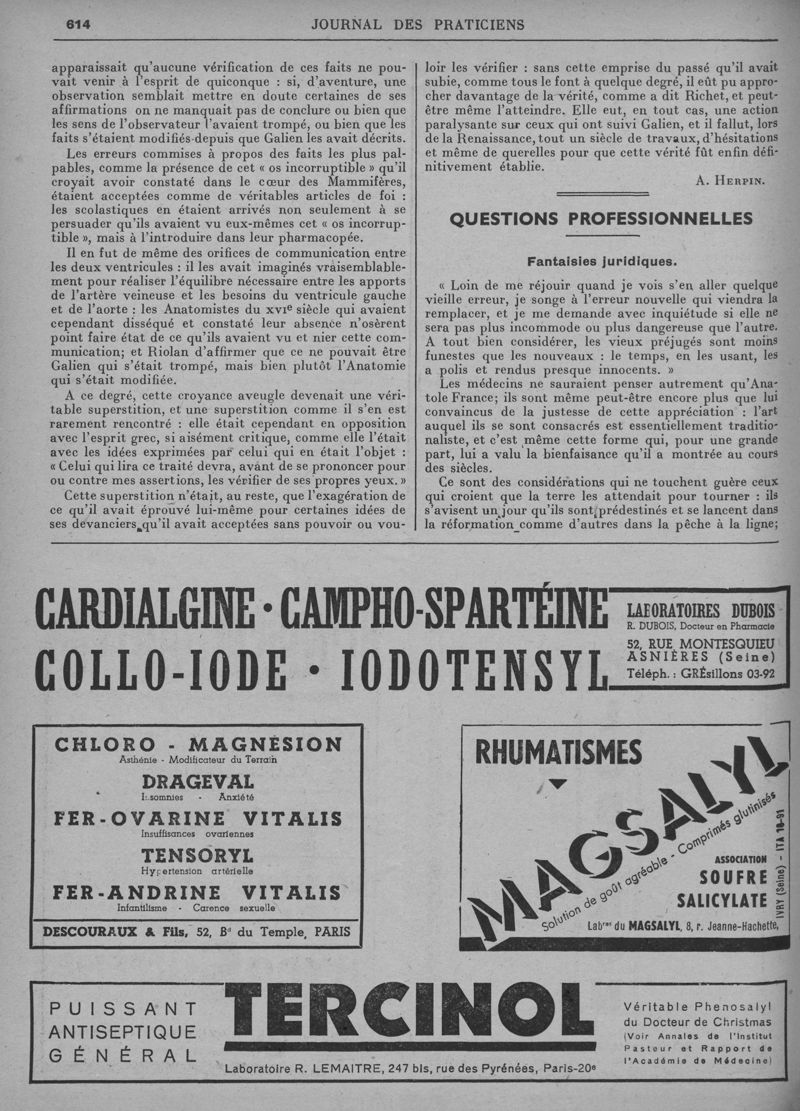 614
JOURNAL DES PRATICIENS
apparaissait qu'aucune vérification de ces faits ne pou-
vait venir à l'esprit de quiconque : si, d'aventure, une
observation semblait mettre en doute certaines de ses
affirmations on ne manquait pas de conclure ou bien que
les sens de l'observateur l'avaient trompé, ou bien que les
faits s'étaient modifiés depuis que Galien les avait décrits.
Les erreurs commises à propos des faits les plus pal-
pables, comme la présence de cet « os incorruptible » qu'il
croyait avoir constaté dans le cœur des Mammifères,
étaient acceptées comme de véritables articles de foi :
les scolastiques en étaient arrivés non seulement à se
persuader qu'ils avaient vu eux-mêmes cet « os incorrup-
tible », mais à l'introduire dans leur pharmacopée.
Il en fut de même des orifices de communication entre
les deux ventricules : il les avait imaginés vraisemblable-
ment pour réaliser l'équilibre nécessaire entre les apports
de l'artère veineuse et les besoins du ventricule gauche
et de l'aorte : les Anatomistes du XVIe siècle qui avaient
cependant disséqué et constaté leur absence n'osèrent
point faire état de ce qu'ils avaient vu et nier cette com-
munication; et Riolan d'affirmer que ce ne pouvait être
Galien qui s'était trompé, mais bien plutôt l'Anatomie
qui s'était modifiée.
A ce degré, cette croyance aveugle devenait une véri-
table superstition, et une superstition comme il s'en est
rarement rencontré : elle était cependant en opposition
avec l'esprit grec, si aisément critique, comme elle l'était
avec les idées exprimées par celui qui en était l'objet :
« Celui qui lira ce traité devra, avant de se prononcer pour
ou contre mes assertions, les vérifier de ses propres yeux. »
Cette superstition n'était, au reste, que l'exagération de
ce qu'il avait éprouvé lui-même pour certaines idées de
ses devanciers qu'il avait acceptées sans pouvoir ou vou-
loir les vérifier : sans cette emprise du passé qu'il avait
subie, comme tous le font à quelque degré, il eût pu appro-
cher davantage de la vérité, comme a dit Richet, et peut-
être même l'atteindre. Elle eut, en tout cas, une action
paralysante sur ceux qui ont suivi Galien, et il fallut, lors
de la Renaissance, tout un siècle de travaux, d'hésitations
et même de querelles pour que cette vérité fût enfin défi-
nitivement établie.
A. HERPIN.
QUESTIONS PROFESSIONNELLES
Fantaisies juridiques.
« Loin de me réjouir quand je vois s'en aller quelque
vieille erreur, je songe à l'erreur nouvelle qui viendra la
remplacer, et je me demande avec inquiétude si elle ne
sera pas plus incommode ou plus dangereuse que l'autre.
A tout bien considérer, les vieux préjugés sont moins
funestes que les nouveaux : le temps, en les usant, les
a polis et rendus presque innocents. »
Les médecins ne sauraient penser autrement qu'Ana-
tole France; ils sont même peut-être encore plus que lui
convaincus de la justesse de cette appréciation : l'art
auquel ils se sont consacrés est essentiellement traditio-
naliste, et c'est même cette forme qui, pour une grande
part, lui a valu la bienfaisance qu'il a montrée au cours
des siècles.
Ce sont des considérations qui ne touchent guère ceux
qui croient que la terre les attendait pour tourner : ils
s'avisent un jour qu'ils sont prédestinés et se lancent dans
la réformation comme d'autres dans la pêche à la ligne;
CARDIALGINE · CAMPHO-SPARTÉINE
COLLO-IODE · IODOTENSYL
LABORATOIRES DUBOIS
R. DUBOIS, Docteur en Pharmacie
52, RUE MONTESQUIEU
ASNIÈRES (Seine)
Téléph. : GRÉsillons 03-92
CHLORO - MAGNÉSION
Asthénie - Modificateur du Terrain
DRAGEVAL
Insomnies - Anxiété
FER-OVARINE VITALIS
Insuffisances ovariennes
TENSORYL
Hypertension artérielle
FER-ANDRINE VITALIS
Infantilisme - Carence sexuelle
DESCOURAUX & Fils, 52, Bd du Temple, PARIS
RHUMATISMES
MAGSALYL
Solution de goût agréable - Comprimés glutinisés
ASSOCIATION
SOUFRE
SALICYLATE
Labres du MAGSALYL, 8, r. Jeanne-Hachette,
IVRY (Seine) - ITA 16-91
PUISSANT
ANTISEPTIQUE
GÉNÉRAL
TERCINOL
Laboratoire R. LEMAITRE, 247 bis, rue des Pyrénées, Paris-20e
Véritable Phenosalyl
du Docteur de Christmas
(Voir Annales de l'Institut
Pasteur et Rapport de
l'Académie de Médecine)